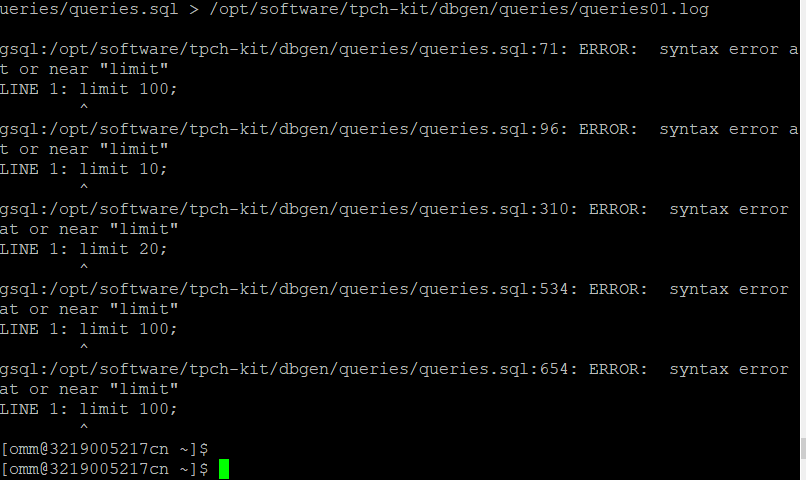 ueries/queries.sql > /opt/software/tpch-kit/dbgen/queries/queries01.log
gsql:/opt/software/tpch-kit/dbgen/queries/queries.sql:71: ERROR:  syntax error a
t or near "limit"
LINE 1: limit 100;
^
gsql:/opt/software/tpch-kit/dbgen/queries/queries.sql:96: ERROR:  syntax error a
t or near "limit"
LINE 1: limit 10;
^
gsql:/opt/software/tpch-kit/dbgen/queries/queries.sql:310: ERROR:  syntax error
at or near "limit"
LINE 1: limit 20;
^
gsql:/opt/software/tpch-kit/dbgen/queries/queries.sql:534: ERROR:  syntax error
at or near "limit"
LINE 1: limit 100;
^
gsql:/opt/software/tpch-kit/dbgen/queries/queries.sql:654: ERROR:  syntax error
at or near "limit"
LINE 1: limit 100;
^
[omm@3219005217cn ~]$
[omm@3219005217cn ~]$